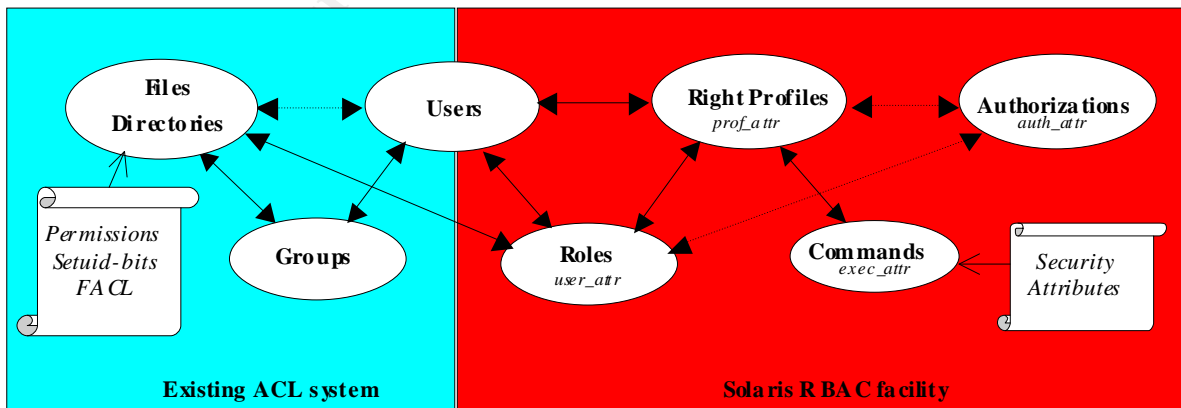 Files
Directories
Users
Right Profiles
prof_attr
Authorizations
auth_attr
Permissions
Setuid-bits
FACL
Groups
Roles
user_attr
Commands
exec_attr
Security
Attributes
Existing ACL system
Solaris RBAC facility